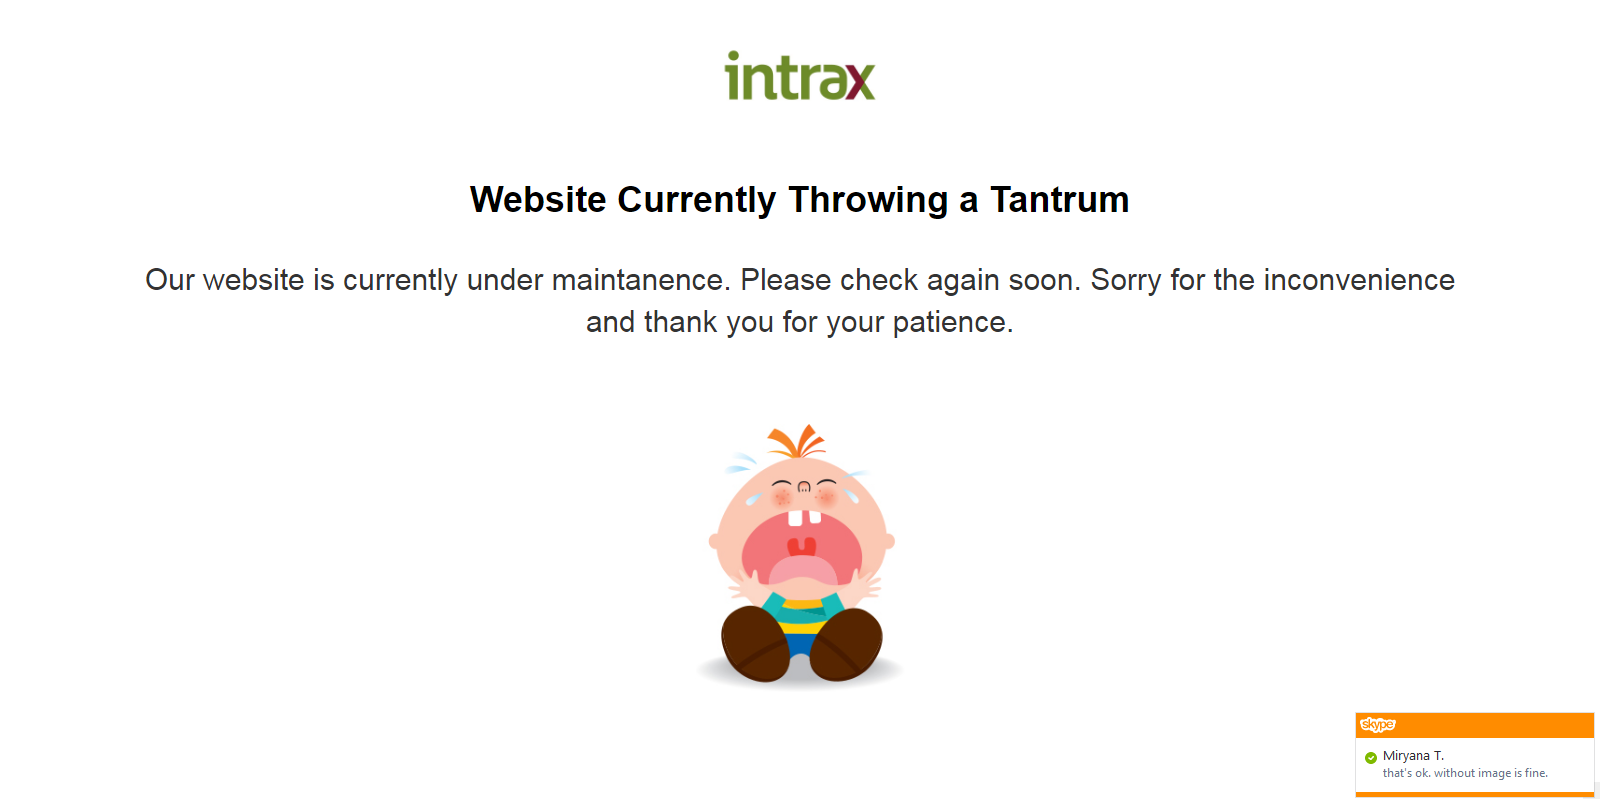 intrax
Website Currently Throwing a Tantrum
Our website is currently under maintanence. Please check again soon. Sorry for the inconvenience
and thank you for your patience.
skype
Miryana T.
that's ok. without image is fine.